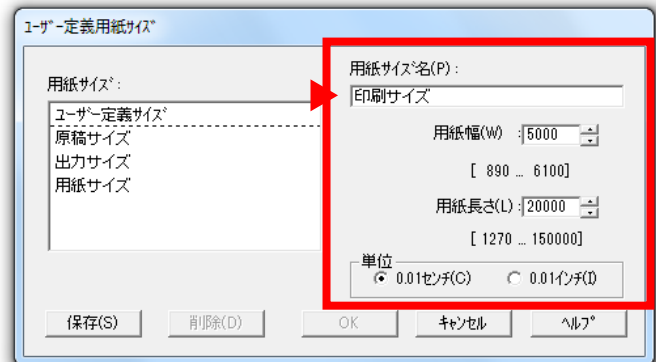 ﾕｰｻﾞｰ定義用紙ｻｲｽﾞ
用紙ｻｲｽﾞ:
ﾕｰｻﾞｰ定義ｻｲｽﾞ
原稿サイズ
出力サイズ
用紙サイズ
用紙ｻｲｽﾞ名(P):
印刷サイズ
用紙幅(W) :5000
[ 890 … 6100]
用紙長さ(L):20000
[ 1270 … 150000]
単位
0.01ｾﾝﾁ(C) 0.01ｲﾝﾁ(I)
保存(S) 削除(D) OK ｷｬﾝｾﾙ ﾍﾙﾌﾟ